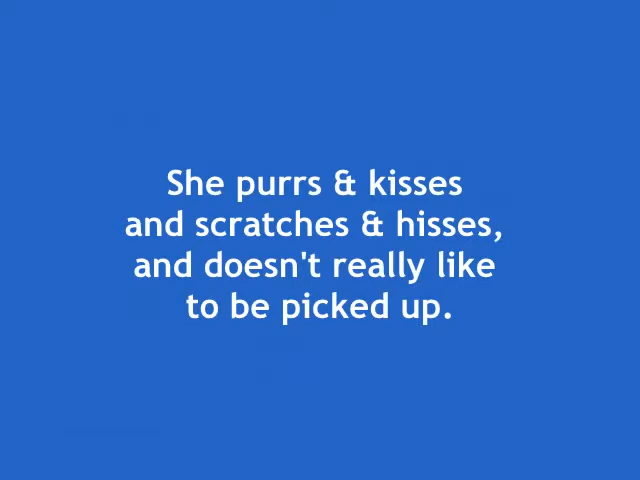 She purrs & kisses
and scratches & hisses,
and doesn't really like
to be picked up.